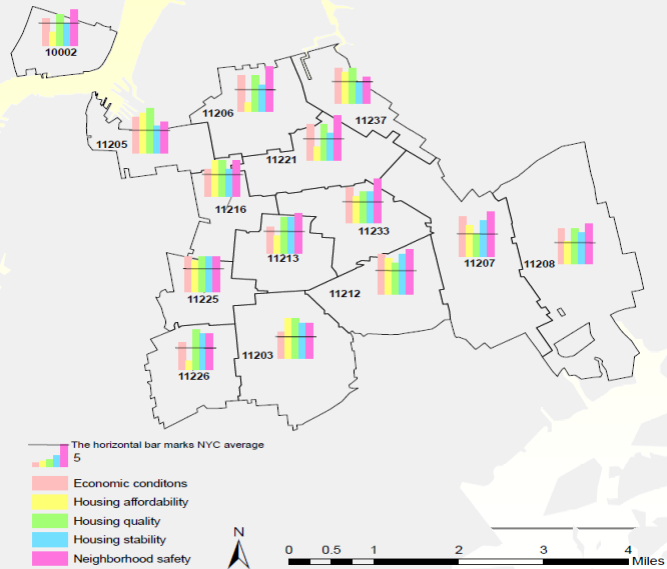 10002
11206
11237
11205
11221
11216
11233
11213
11207
11208
11212
11225
11203
11226
The horizontal bar marks NYC average
5
Economic conditons
Housing affordability
Housing quality
Housing stability
Neighborhood safety
N
0 0.5 1 2 3 4
Miles